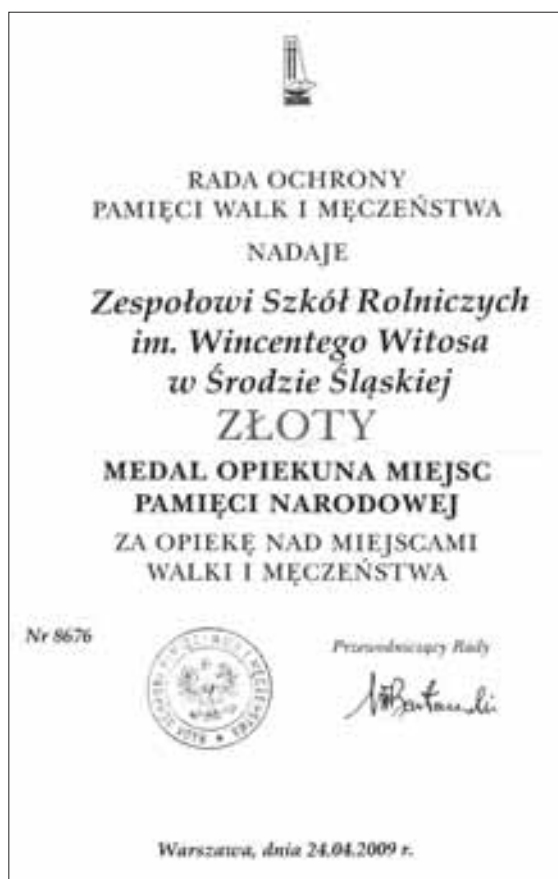 RADA OCHRONY
PAMIĘCI WALK I MĘCZEŃSTWA
NADAJE
Zespołowi Szkół Rolniczych
im. Wincentego Witosa
w Środzie Śląskiej
ZŁOTY
MEDAL OPIEKUNA MIEJSC
PAMIĘCI NARODOWEJ
ZA OPIEKĘ NAD MIEJSCAMI
WALKI I MĘCZEŃSTWA
Nr 8676
Przewodniczący Rady
Warszawa, dnia 24.04.2009 r.